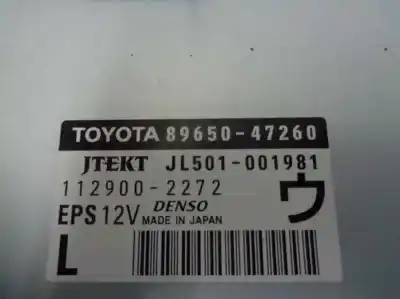 TOYOTA 89650-47260
JTEKT JL501-001981
112900-2272
EPS 12V DENSO MADE IN JAPAN
ウ
L